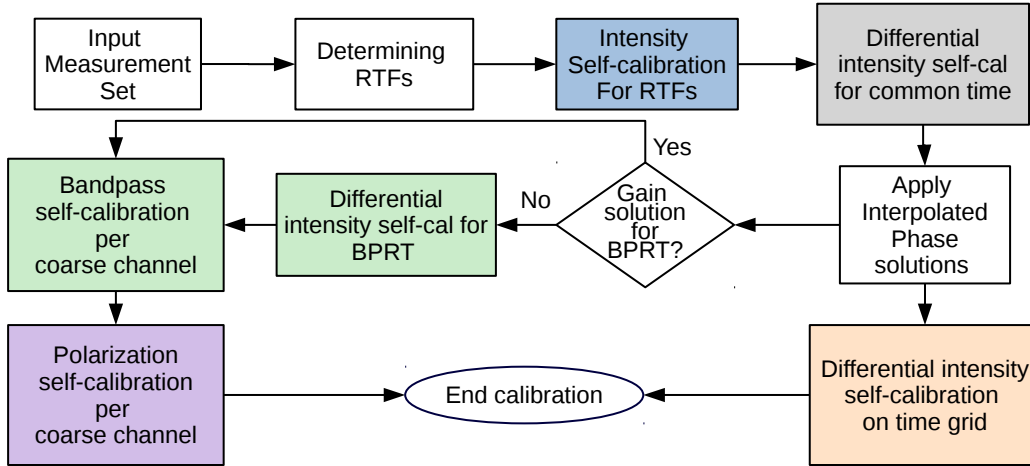 Input
Measurement
Set
Determining
RTFs
Intensity
Self-calibration
For RTFs
Differential
intensity self-cal
for common time
Yes
Bandpass
self-calibration
per
coarse channel
Differential
intensity self-cal for
BPRT
No
Gain
solution
for
BPRT?
Apply
Interpolated
Phase
solutions
Polarization
self-calibration
per
coarse channel
End calibration
Differential intensity
self-calibration
on time grid